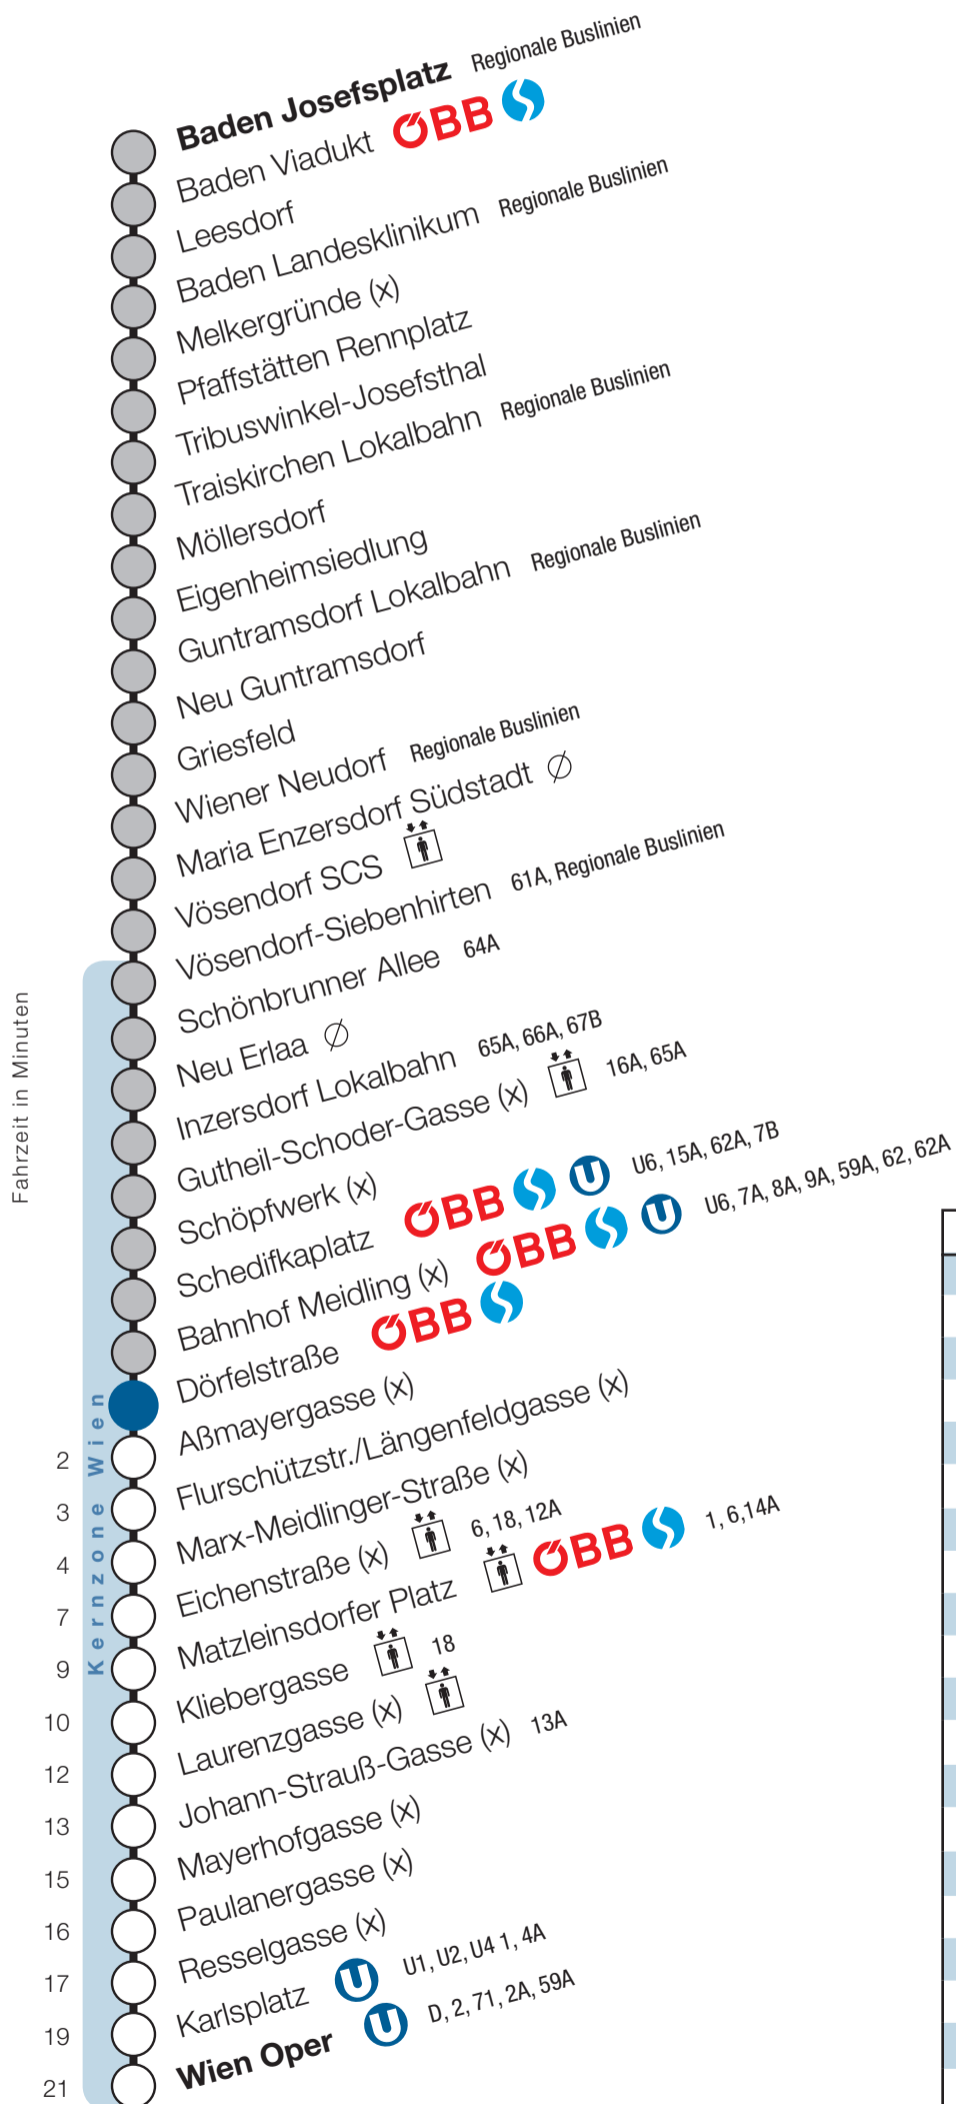 Baden Josefsplatz Regionale Buslinien
Baden Viadukt ÖBB
Leesdorf
Baden Landesklinikum Regionale Buslinien
Melkergründe (x)
Pfaffstätten Rennplatz
Tribuswinkel-Josefsthal
Traiskirchen Lokalbahn Regionale Buslinien
Möllersdorf
Eigenheimsiedlung
Guntramsdorf Lokalbahn Regionale Buslinien
Neu Guntramsdorf
Griesfeld
Wiener Neudorf Regionale Buslinien
Maria Enzersdorf Südstadt
Vösendorf SCS
Vösendorf-Siebenhirten 61A, Regionale Buslinien
Schönbrunner Allee 64A
Neu Erlaa
Inzersdorf Lokalbahn 65A, 66A, 67B
Gutheil-Schoder-Gasse (x) 16A, 65A
Schöpfwerk (x)
Schedifkaplatz ÖBB U U6, 15A, 62A, 7B
Bahnhof Meidling (x) ÖBB U U6, 7A, 8A, 9A, 59A, 62, 62A
Dörfelstraße ÖBB
Aßmayergasse (x)
2 Flurschützstr./Längenfeldgasse (x)
3 Marx-Meidlinger-Straße (x)
4 Eichenstraße (x) 6, 18, 12A
7 Matzleinsdorfer Platz ÖBB 1, 6,14A
9 Kliebergasse 18
10 Laurenzgasse (x)
12 Johann-Strauß-Gasse (x) 13A
13 Mayerhofgasse (x)
15 Paulanergasse (x)
16 Resselgasse (x)
17 Karlsplatz U U1, U2, U4 1, 4A
19 Wien Oper U D, 2, 71, 2A, 59A
21
Fahrzeit in Minuten
Kernzone Wien